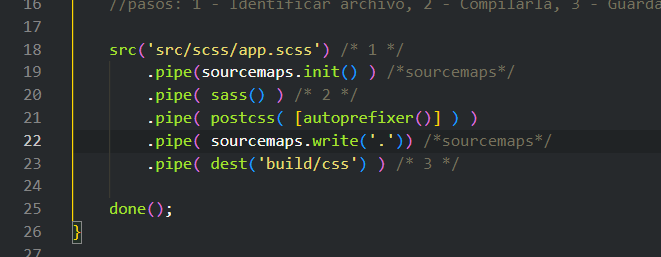 16 //pasos: 1 - Identificar archivo, 2 - Compilarla, 3 - Guarda
17
18 src('src/scss/app.scss') /* 1 */
19 .pipe(sourcemaps.init() ) /*sourcemaps*/
20 .pipe( sass() ) /* 2 */
21 .pipe( postcss( [autoprefixer()] ) )
22 .pipe( sourcemaps.write('.')) /*sourcemaps*/
23 .pipe( dest('build/css') ) /* 3 */
24
25 done();
26 }
27